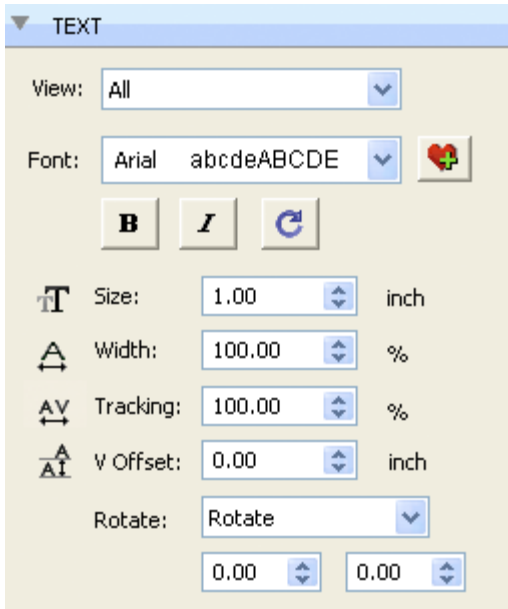 TEXT
View: All
Font: Arial abcdeABCDE
B I
Size: 1.00 inch
Width: 100.00 %
Tracking: 100.00 %
V Offset: 0.00 inch
Rotate: Rotate
0.00 0.00